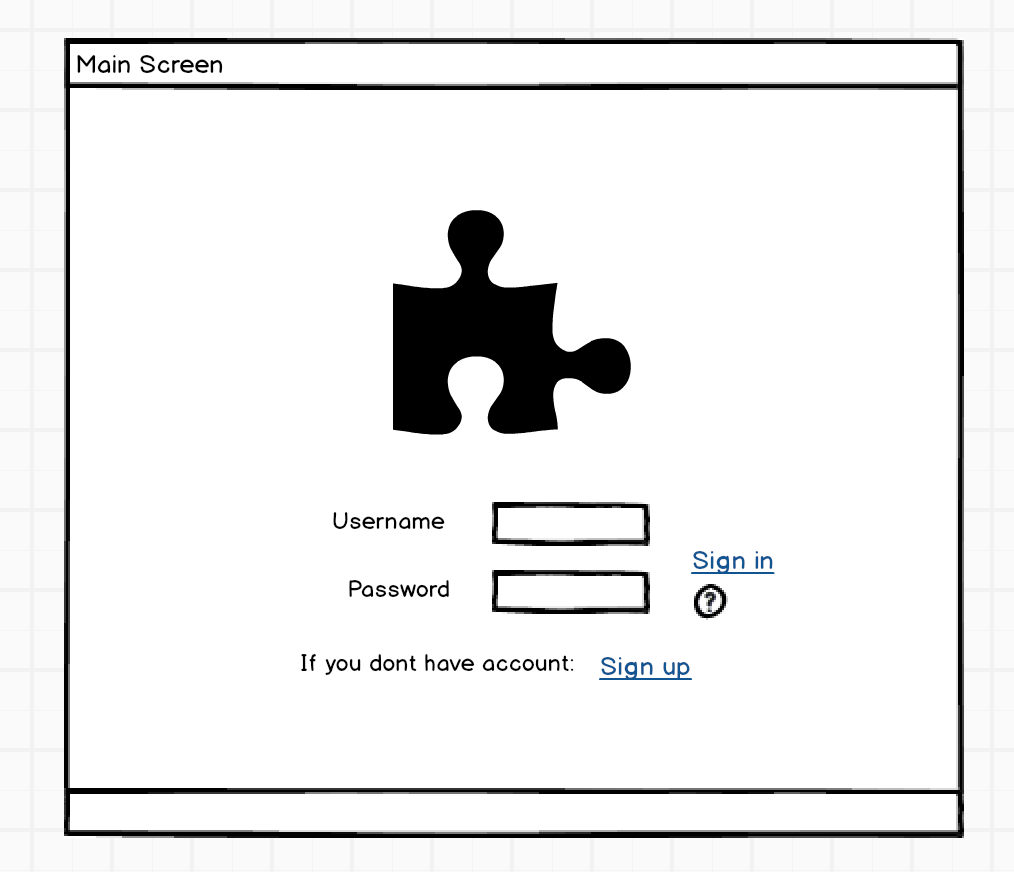 Main Screen
Username
Sign in
Password
?
If you dont have account: Sign up